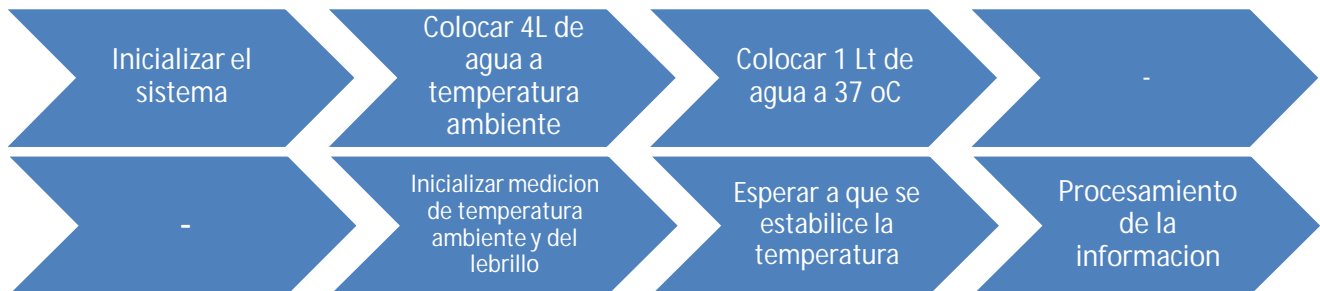 Inicializar el
sistema
Colocar 4L de
agua a
temperatura
ambiente
Colocar 1 Lt de
agua a 37 oC
-
-
Inicializar medicion
de temperatura
ambiente y del
lebrillo
Esperar a que se
estabilice la
temperatura
Procesamiento
de la
informacion